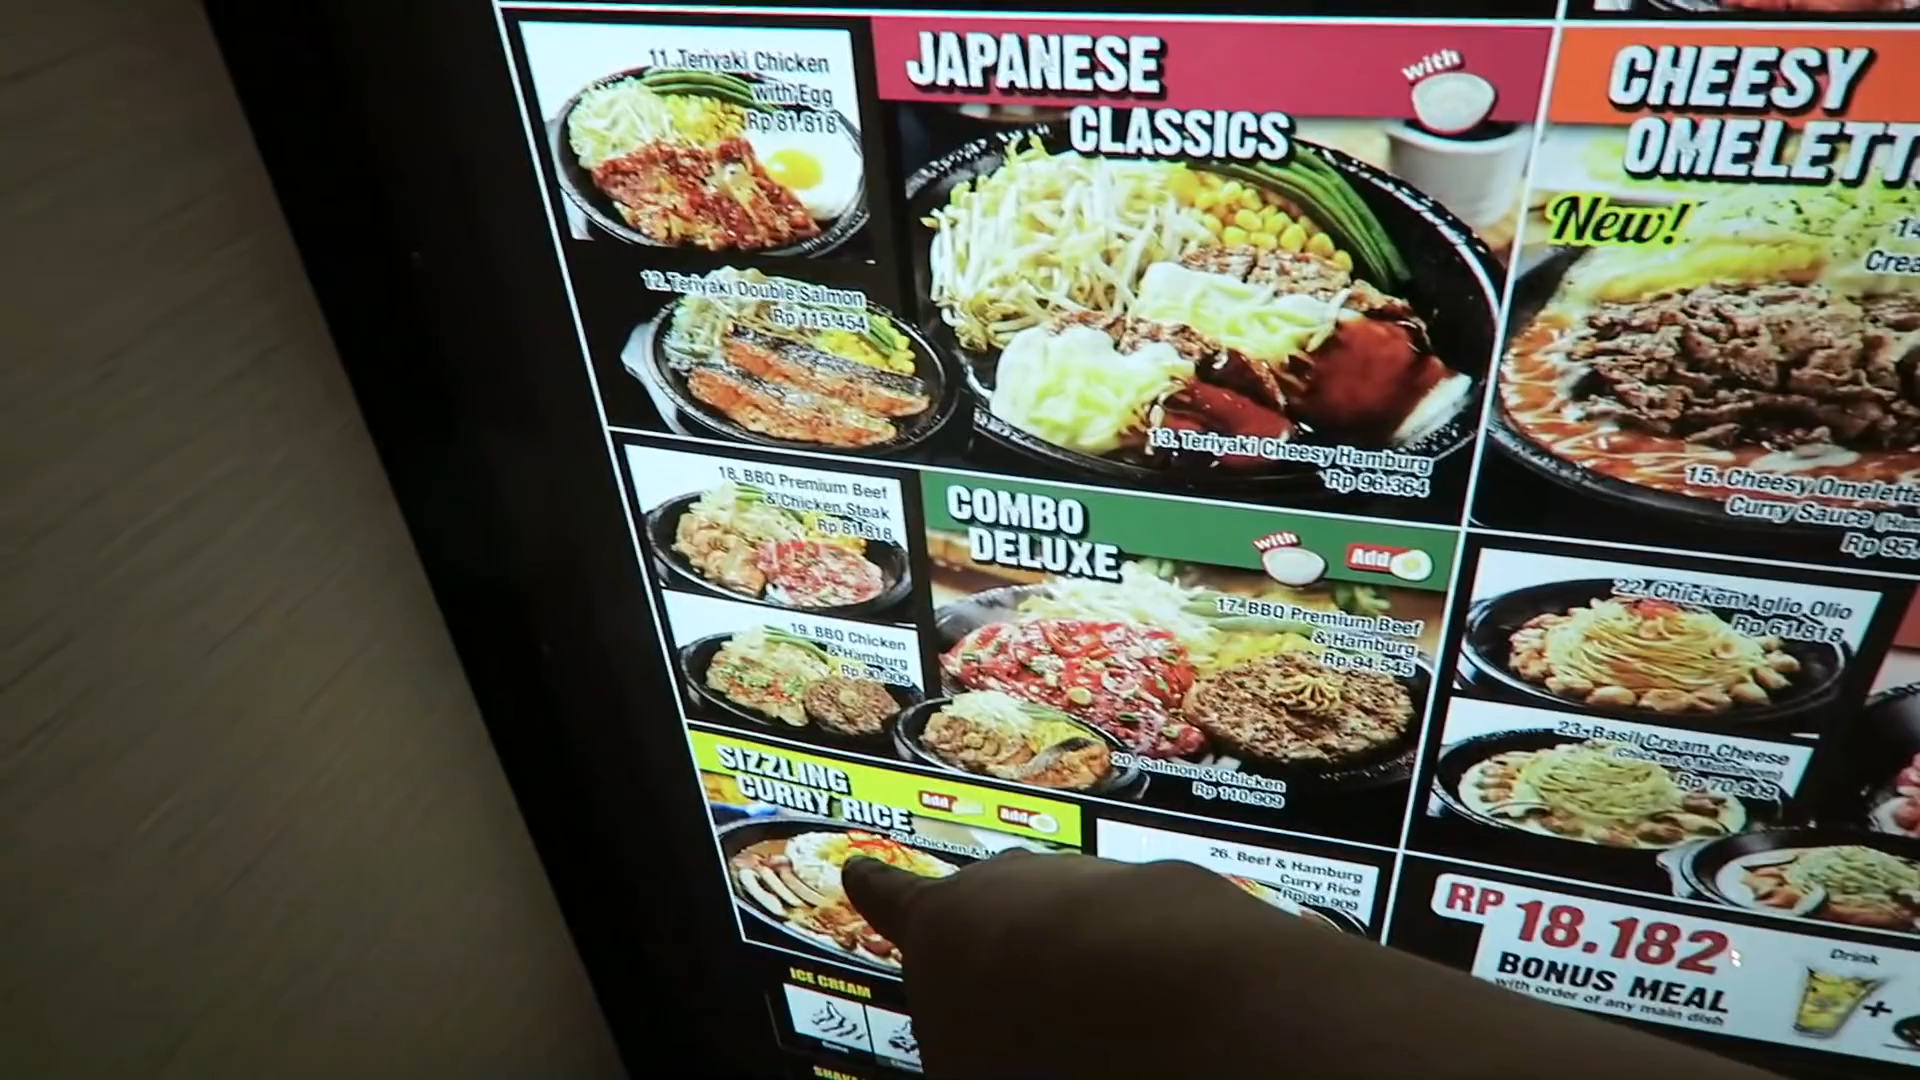 11. Teriyaki Chicken
with Egg
Rp 81.818
12. Teriyaki Double Salmon
Rp 115.454
JAPANESE
CLASSICS
with
13. Teriyaki Cheesy Hamburg
Rp 96.364
CHEESY
New!
15. Cheesy Omelette
Curry Sauce
18. BBQ Premium Beef
& Chicken Steak
Rp 81.818
19. BBQ Chicken
& Hamburg
Rp 90.909
COMBO
DELUXE
with
Add
17. BBQ Premium Beef
& Hamburg
Rp 94.545
20. Salmon & Chicken
Rp 110.909
22. Chicken Aglio Olio
Rp 61.818
23. Basil Cream Cheese
(Chicken & Mushroom)
Rp 70.909
SIZZLING
CURRY RICE
Add
Add
25. Chicken &
26. Beef & Hamburg
Curry Rice
Rp 80.909
RP 18.182
BONUS MEAL
with order of any main dish
Drink
+
ICE CREAM